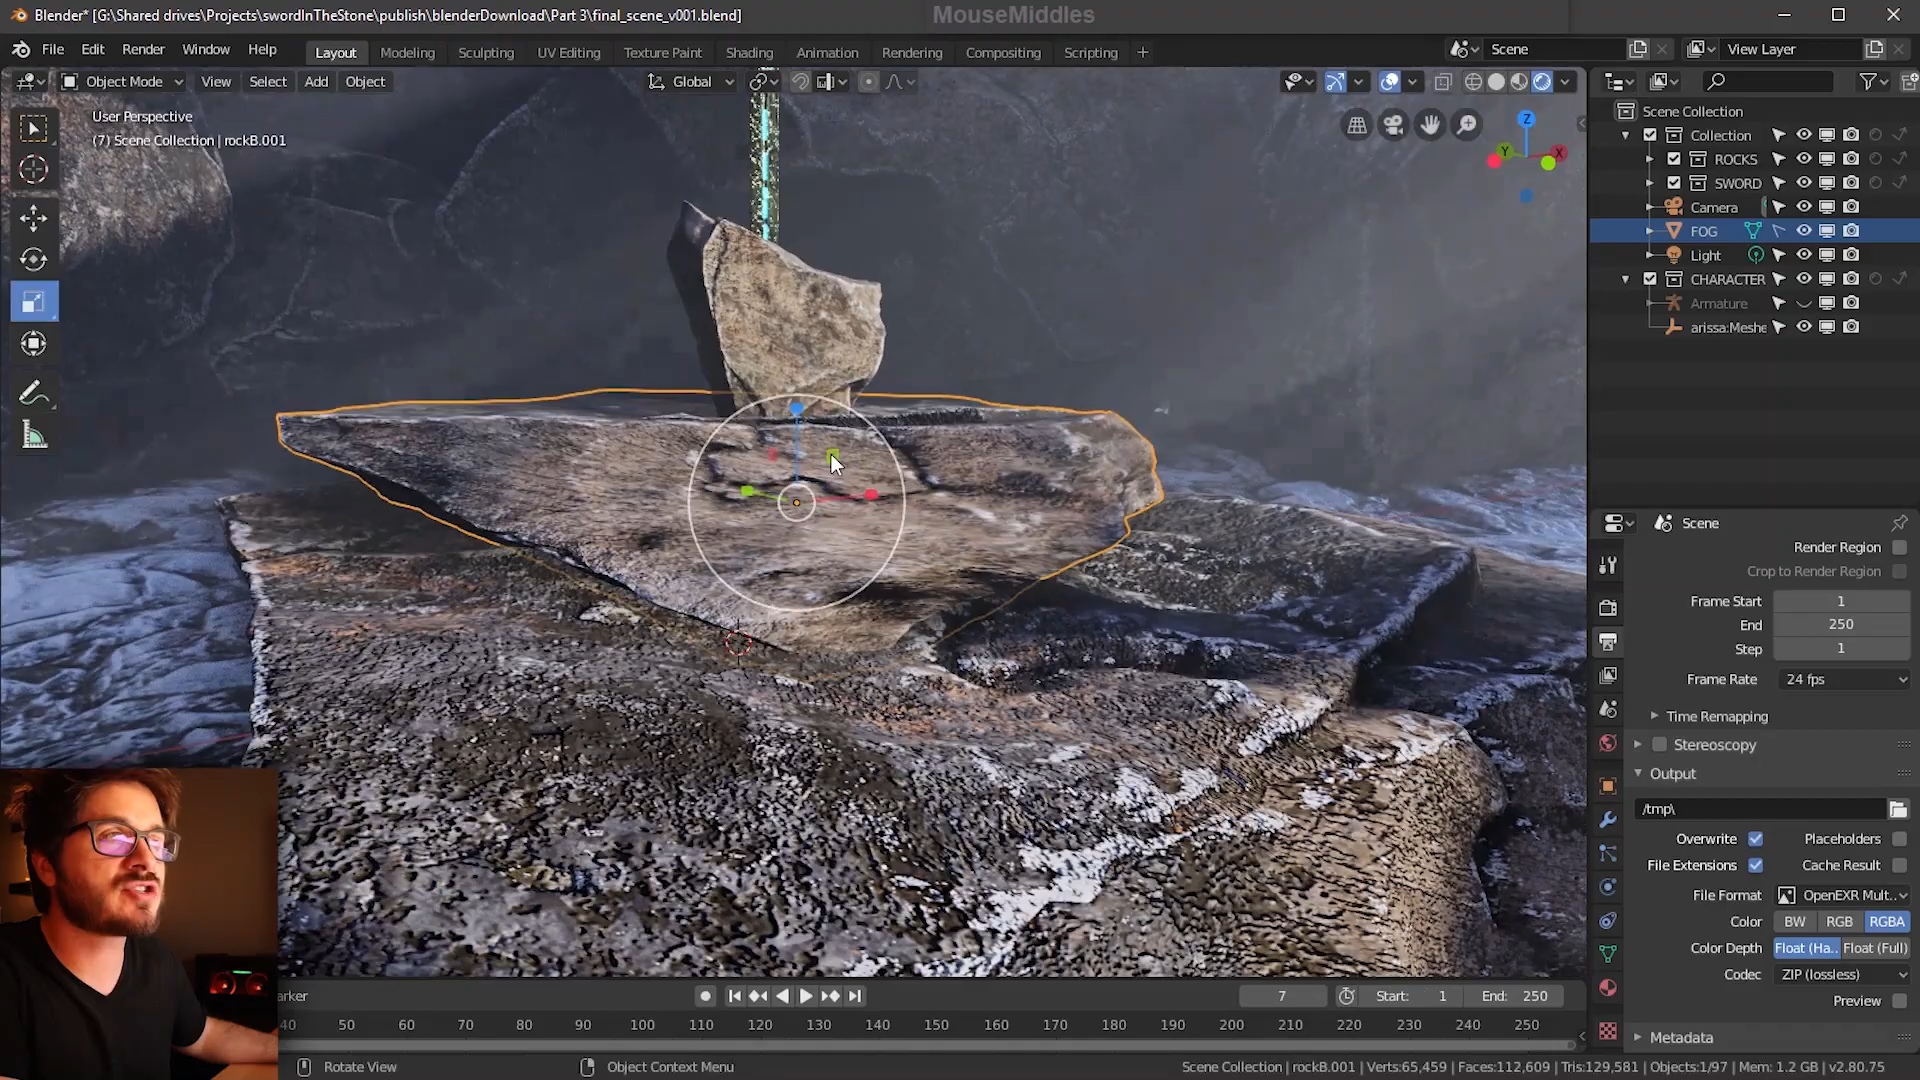 Blender* [G:\Shared drives\Projects\swordInTheStone\publish\blenderDownload\Part 3\final_scene_v001.blend]
MouseMiddles
File Edit Render Window Help
Layout Modeling Sculpting UV Editing Texture Paint Shading Animation Rendering Compositing Scripting +
Scene
View Layer
Object Mode View Select Add Object
Global
User Perspective
(7) Scene Collection | rockB.001
Z
Y
X
Scene Collection
Collection
ROCKS
SWORD
Camera
FOG
Light
CHARACTER
Armature
arissa:Meshe
Scene
Render Region
Crop to Render Region
Frame Start 1
End 250
Step 1
Frame Rate 24 fps
Time Remapping
Stereoscopy
Output
/tmp\
Overwrite Placeholders
File Extensions Cache Result
File Format OpenEXR Mult..
Color BW RGB RGBA
Color Depth Float (Ha.. Float (Full)
Codec ZIP (lossless)
Preview
Metadata
arker
7 Start: 1 End: 250
40 50 60 70 80 90 100 110 120 130 140 150 160 170 180 190 200 210 220 230 240 250
Rotate View
Object Context Menu
Scene Collection | rockB.001 | Verts:65,459 | Faces:112,609 | Tris:129,581 | Objects:1/97 | Mem: 1.2 GB | v2.80.75